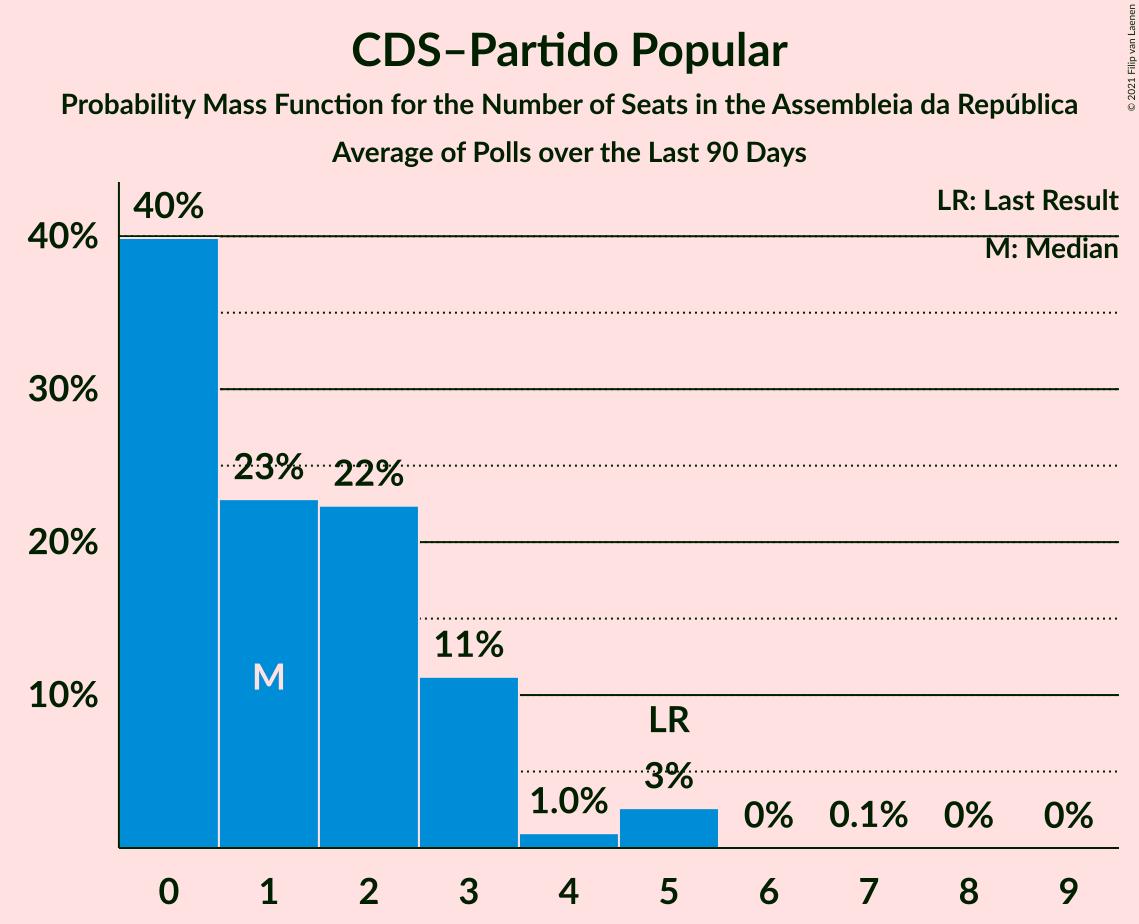 CDS–Partido Popular
Probability Mass Function for the Number of Seats in the Assembleia da República
Average of Polls over the Last 90 Days
© 2021 Filip van Laenen
LR: Last Result
M: Median
40%
30%
20%
10%
40%
23%
22%
11%
1.0%
3%
0%
0.1%
0%
0%
M
LR
0 1 2 3 4 5 6 7 8 9